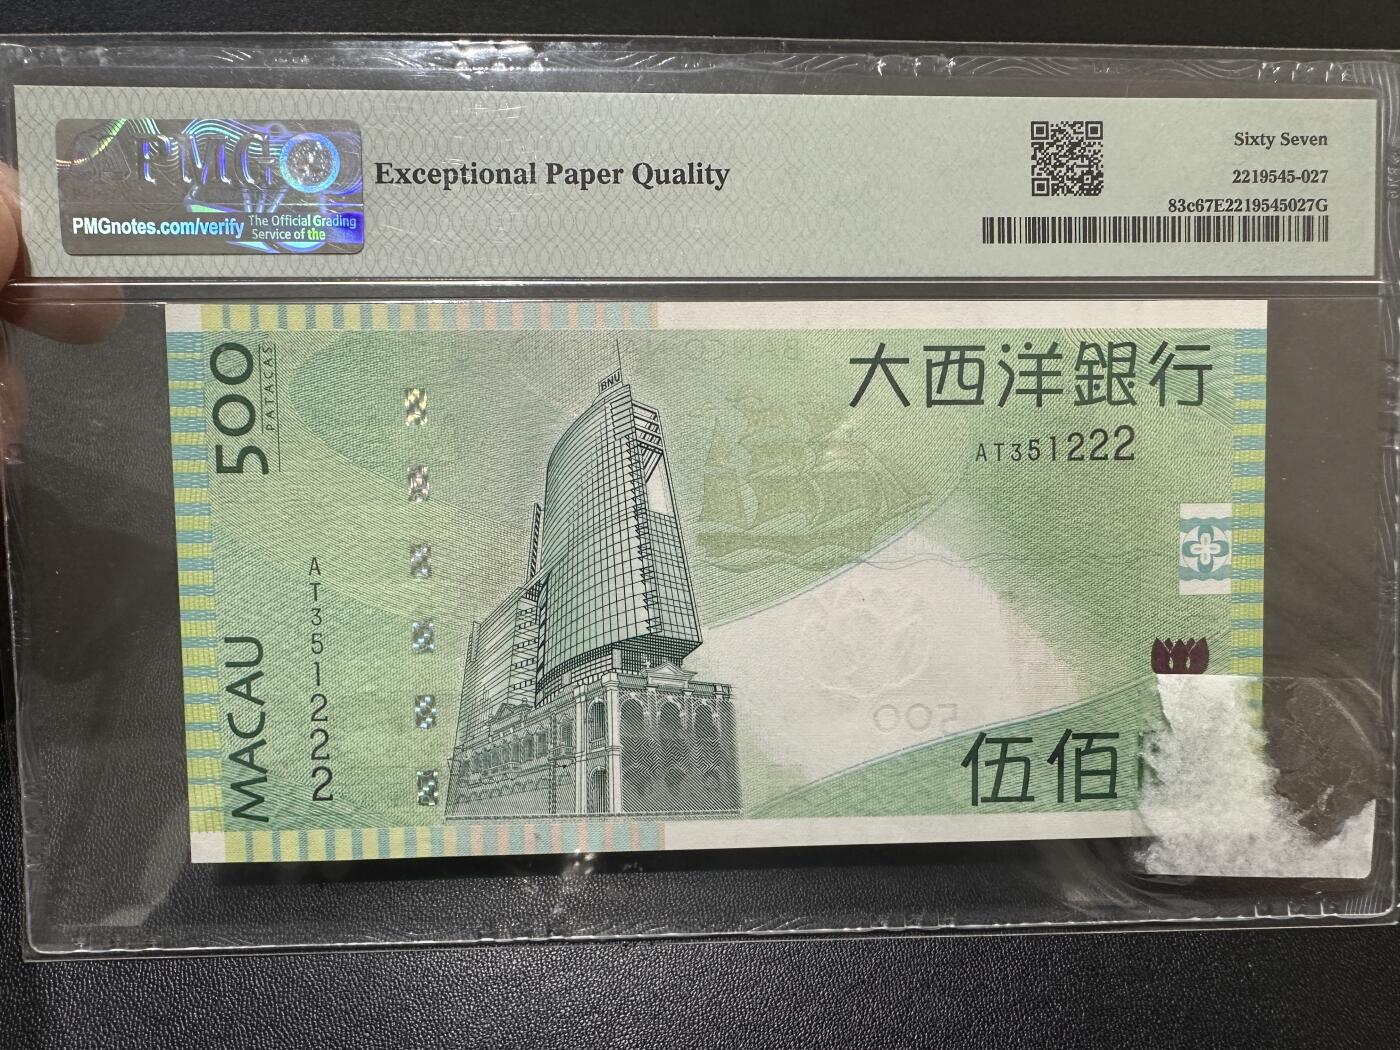 PMG
PMGnotes.com/verify
The Official Grading
Service of the
Exceptional Paper Quality
Sixty Seven
2219545-027
83c67E2219545027G
500
PATACAS
BNU
大西洋銀行
AT351222
AT351222
MACAU
500
伍佰